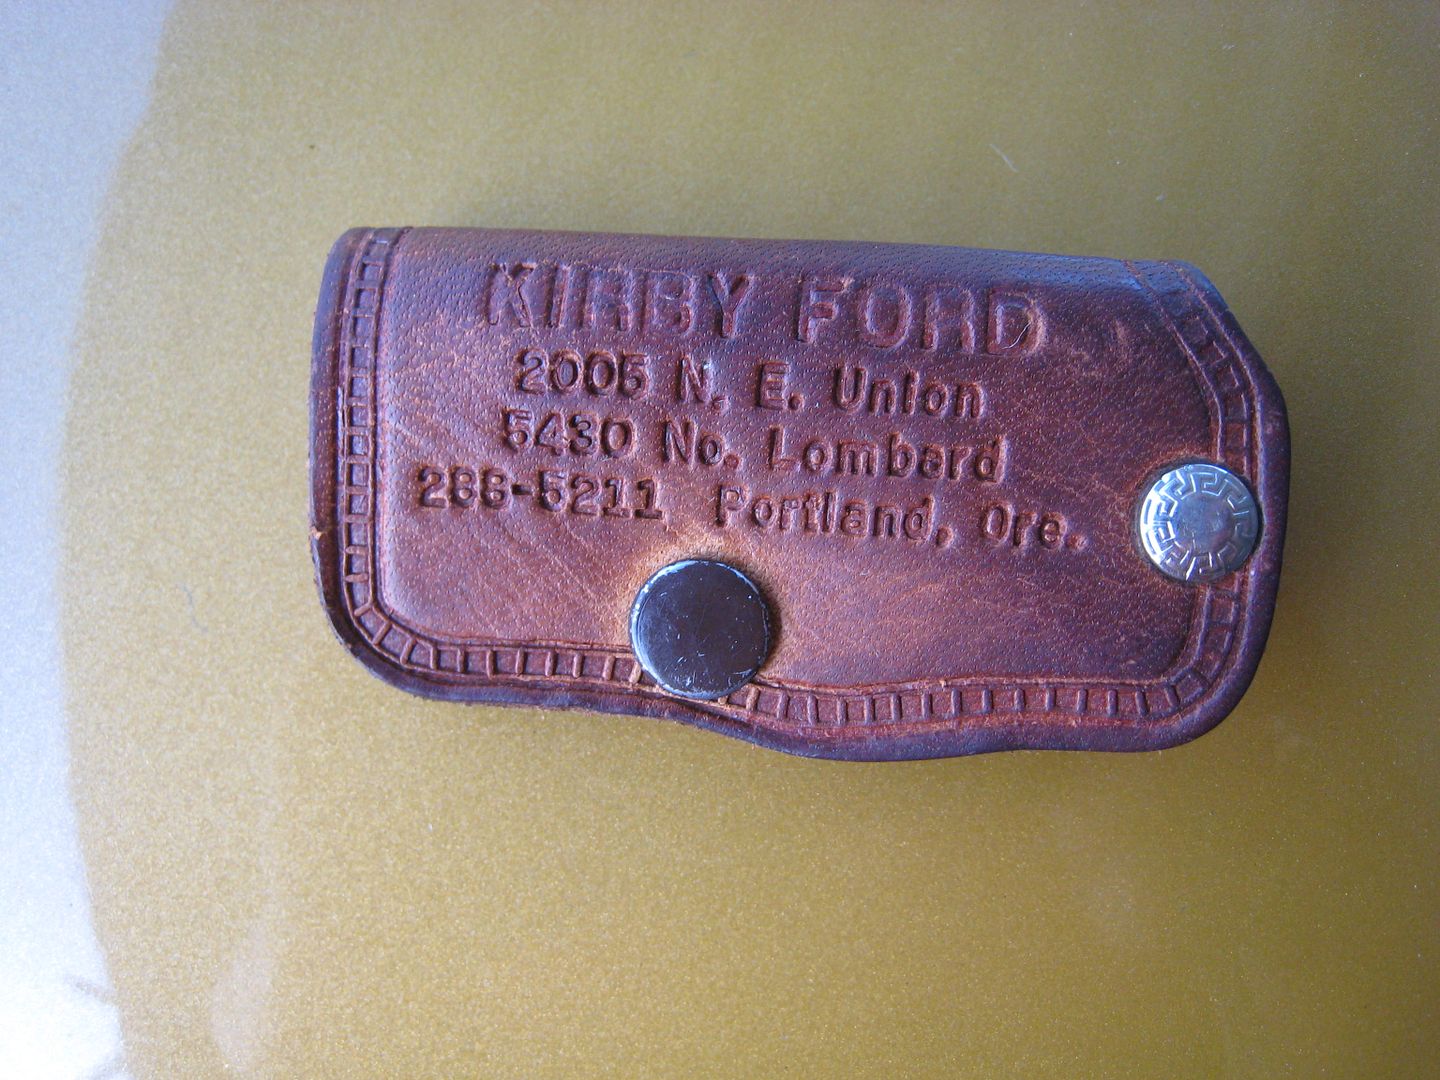 KIRBY FORD
2005 N. E. Union
5430 No. Lombard
288-5211 Portland, Ore.